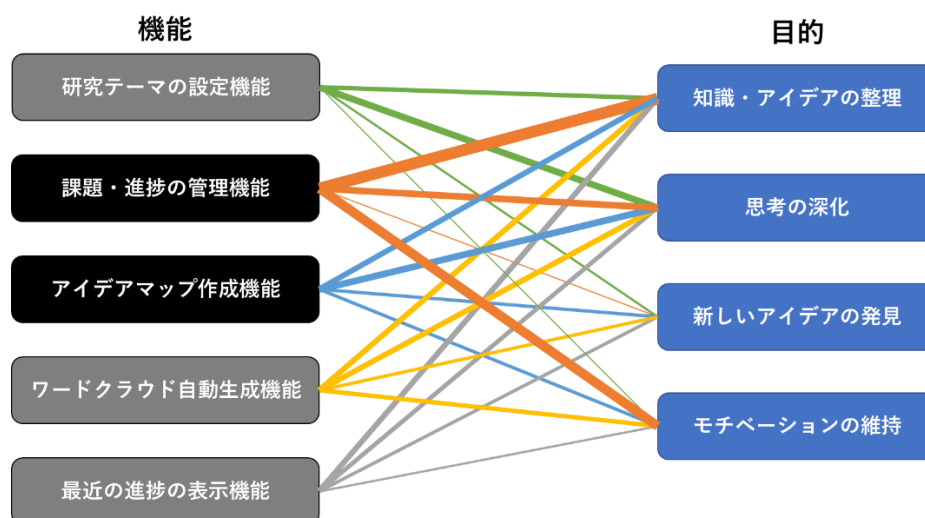 機能
目的
研究テーマの設定機能
課題・進捗の管理機能
アイデアマップ作成機能
ワードクラウド自動生成機能
最近の進捗の表示機能
知識・アイデアの整理
思考の深化
新しいアイデアの発見
モチベーションの維持